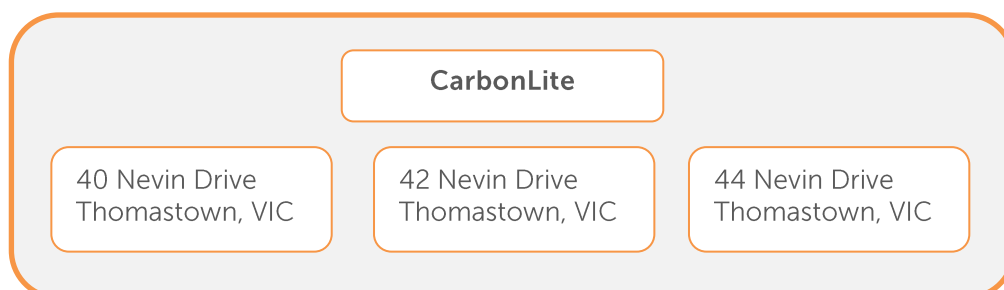 CarbonLite
40 Nevin Drive
Thomastown, VIC
42 Nevin Drive
Thomastown, VIC
44 Nevin Drive
Thomastown, VIC